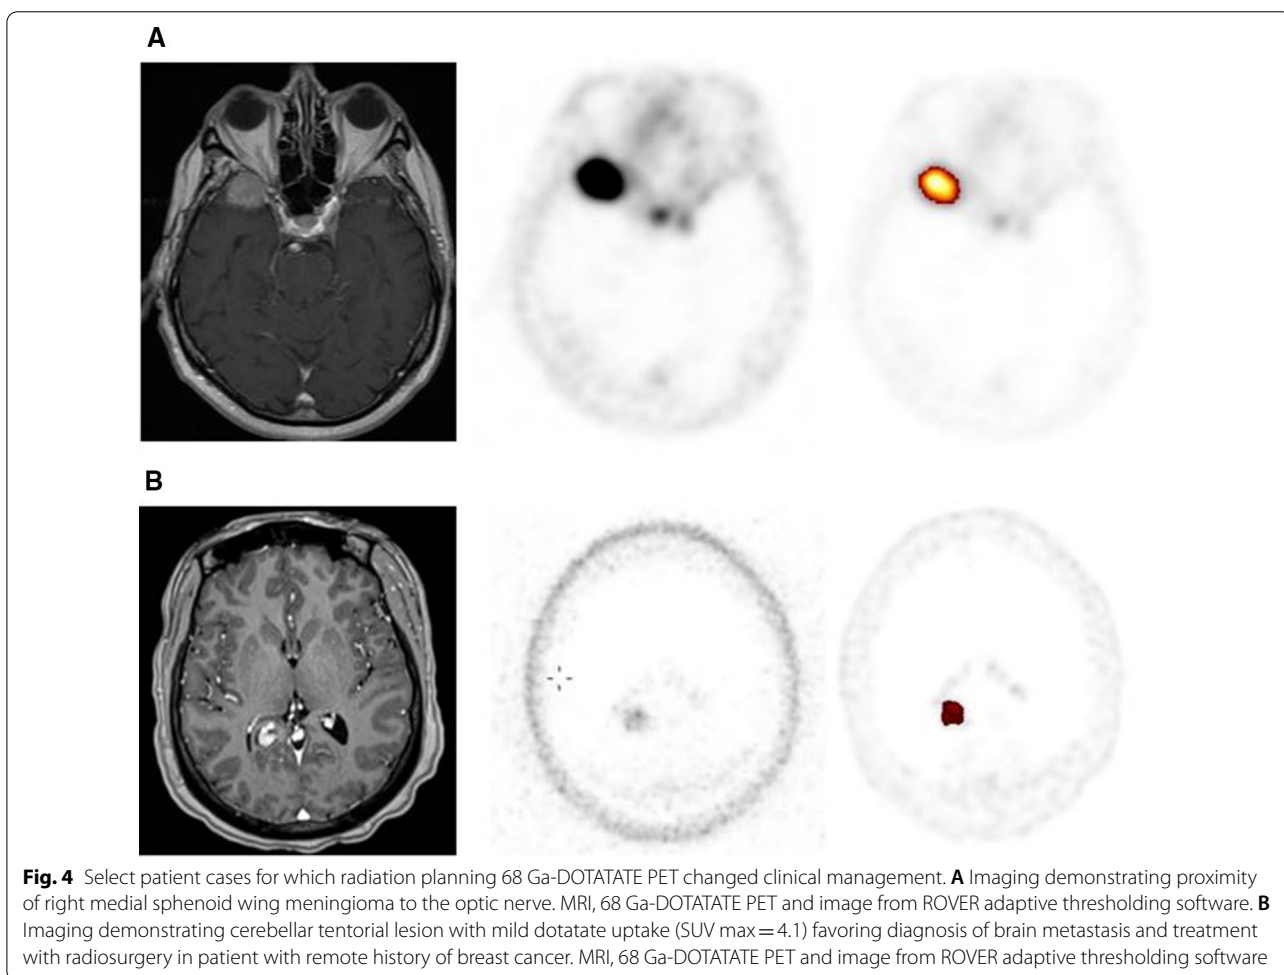 A
B
Fig. 4 Select patient cases for which radiation planning 68 Ga-DOTATATE PET changed clinical management. A Imaging demonstrating proximity
of right medial sphenoid wing meningioma to the optic nerve. MRI, 68 Ga-DOTATATE PET and image from ROVER adaptive thresholding software. B
Imaging demonstrating cerebellar tentorial lesion with mild dotatate uptake (SUV max = 4.1) favoring diagnosis of brain metastasis and treatment
with radiosurgery in patient with remote history of breast cancer. MRI, 68 Ga-DOTATATE PET and image from ROVER adaptive thresholding software